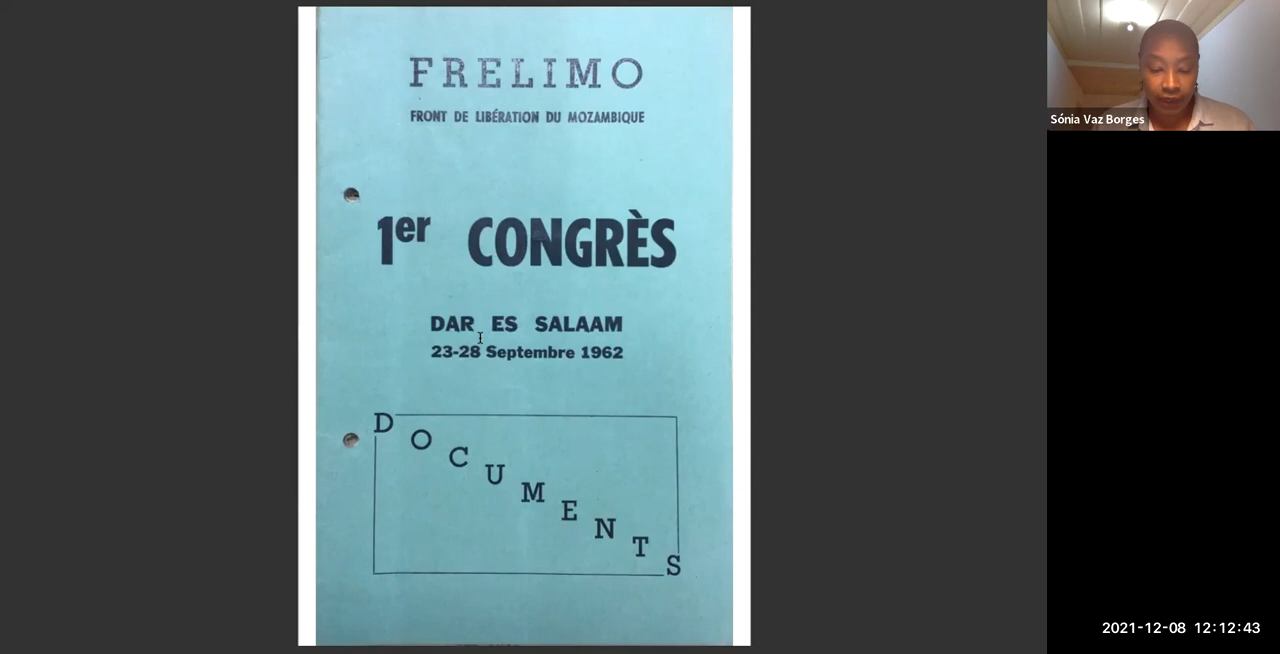 FRELIMO
FRONT DE LIBÉRATION DU MOZAMBIQUE
1er CONGRÈS
DAR ES SALAAM
23-28 Septembre 1962
DOCUMENTS
Sónia Vaz Borges
2021-12-08 12:12:43